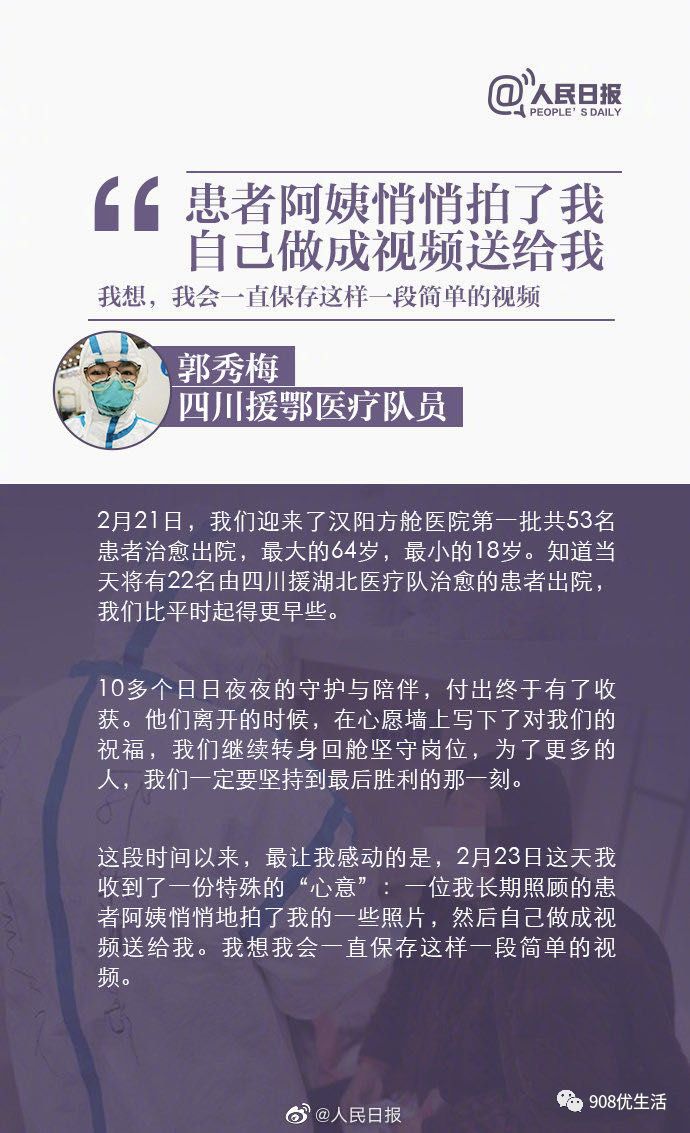 @人民日报
PEOPLE'S DAILY
“患者阿姨悄悄拍了我
自己做成视频送给我
我想，我会一直保存这样一段简单的视频
郭秀梅
四川援鄂医疗队员
2月21日，我们迎来了汉阳方舱医院第一批共53名
患者治愈出院，最大的64岁，最小的18岁。知道当
天将有22名由四川援湖北医疗队治愈的患者出院，
我们比平时起得更早些。
10多个日日夜夜的守护与陪伴，付出终于有了收
获。他们离开的时候，在心愿墙上写下了对我们的
祝福，我们继续转身回舱坚守岗位，为了更多的
人，我们一定要坚持到最后胜利的那一刻。
这段时间以来，最让我感动的是，2月23日这天我
收到了一份特殊的“心意”：一位我长期照顾的患
者阿姨悄悄地拍了我的一些照片，然后自己做成视
频送给我。我想我会一直保存这样一段简单的视
频。
@人民日报
908优生活